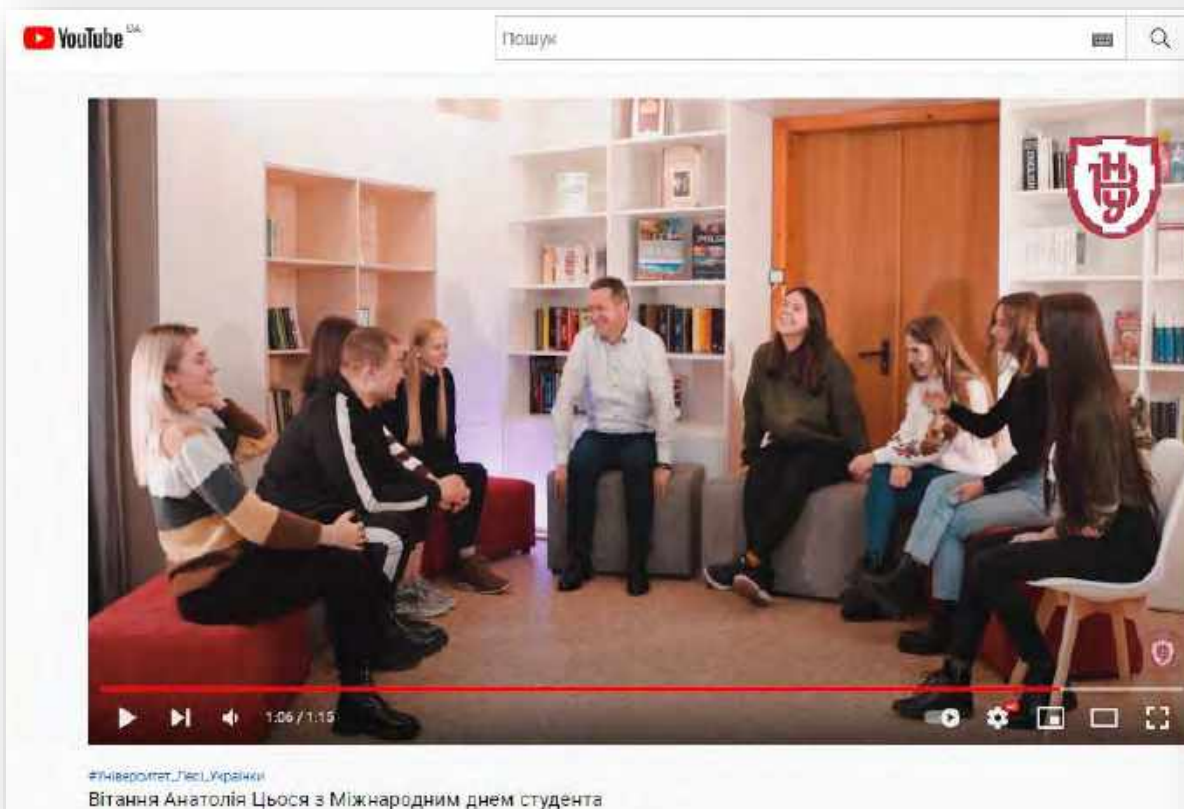 YouTube UA
Пошук
1:06 / 1:15
#Університет_Лесі_Українки
Вітання Анатолія Цьося з Міжнародним днем студента